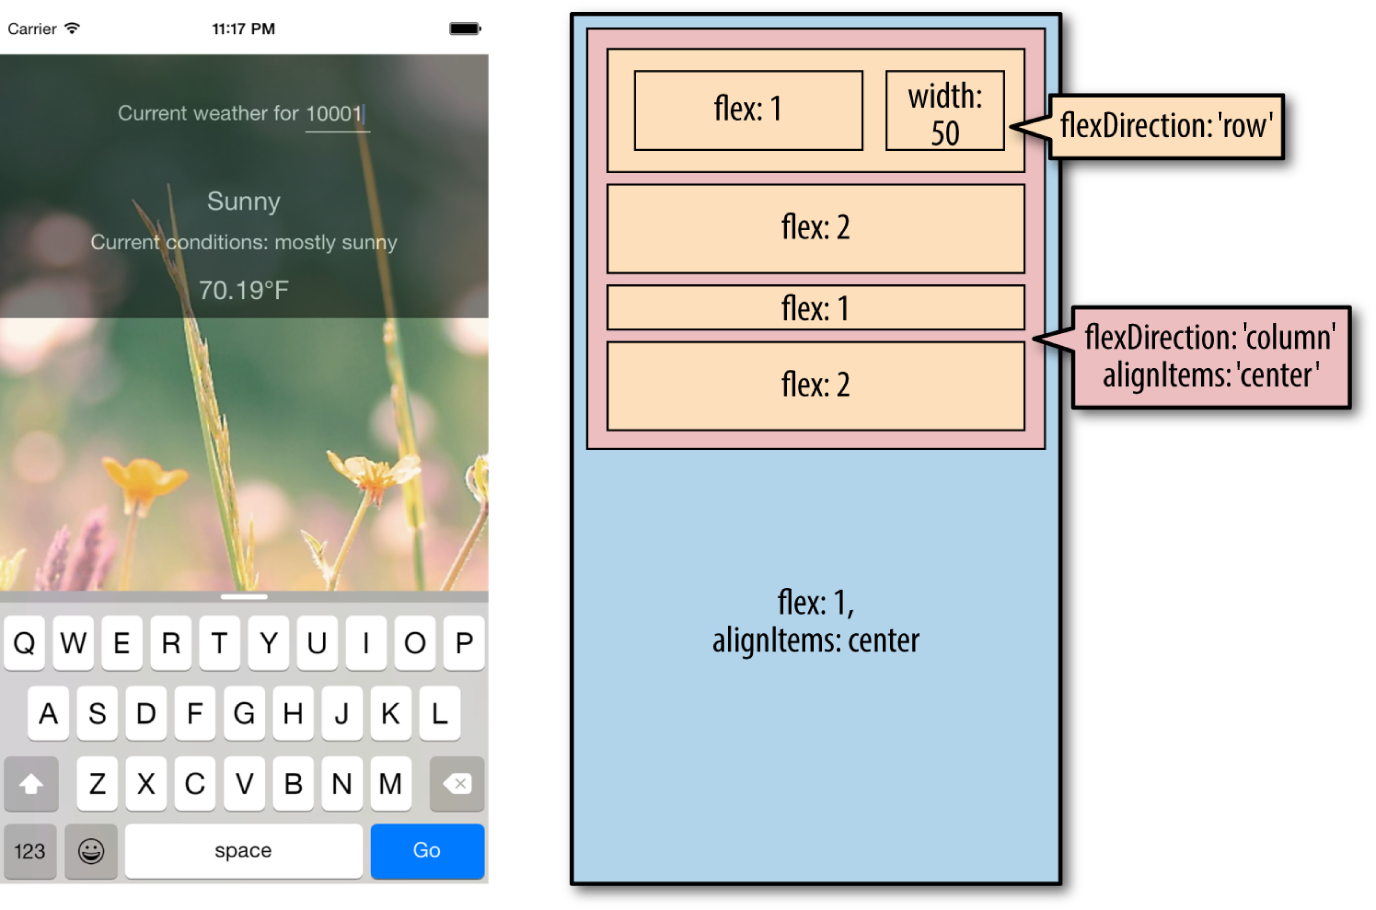 Carrier
11:17 PM
Current weather for 10001
Sunny
Current conditions: mostly sunny
70.19°F
Q W E R T Y U I O P
A S D F G H J K L
Z X C V B N M
123
space
Go
flex: 1
width:
50
flexDirection: 'row'
flex: 2
flex: 1
flexDirection: 'column'
alignItems: 'center'
flex: 2
flex: 1,
alignItems: center